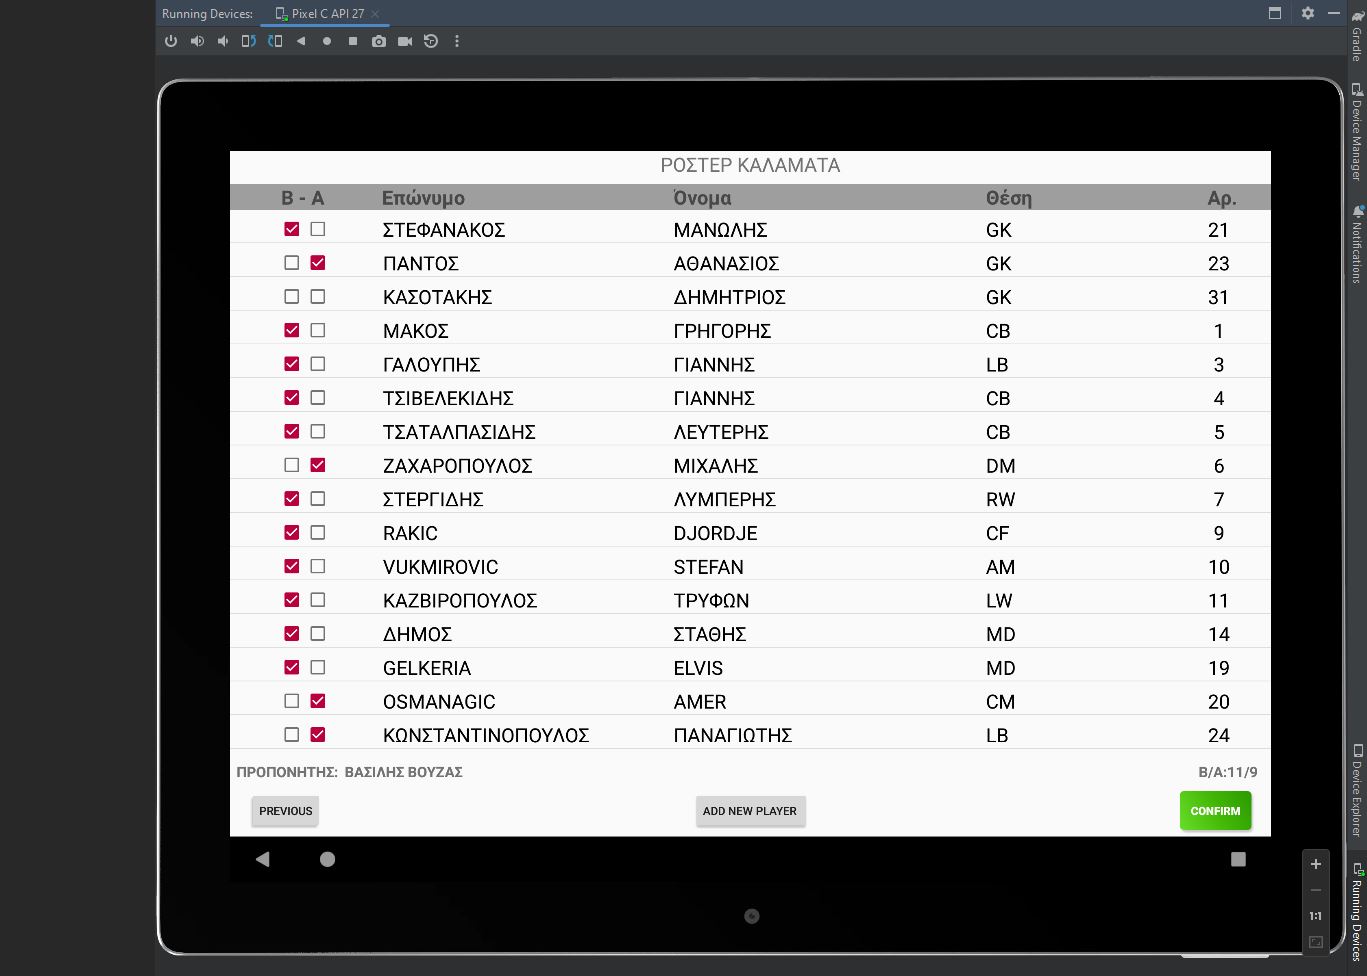 Running Devices: Pixel C API 27
ΡΟΣΤΕΡ ΚΑΛΑΜΑΤΑ
Β - Α Επώνυμο Όνομα Θέση Αρ.
ΣΤΕΦΑΝΑΚΟΣ ΜΑΝΩΛΗΣ GK 21
ΠΑΝΤΟΣ ΑΘΑΝΑΣΙΟΣ GK 23
ΚΑΣΟΤΑΚΗΣ ΔΗΜΗΤΡΙΟΣ GK 31
ΜΑΚΟΣ ΓΡΗΓΟΡΗΣ CB 1
ΓΑΛΟΥΠΗΣ ΓΙΑΝΝΗΣ LB 3
ΤΣΙΒΕΛΕΚΙΔΗΣ ΓΙΑΝΝΗΣ CB 4
ΤΣΑΤΑΛΠΑΣΙΔΗΣ ΛΕΥΤΕΡΗΣ CB 5
ΖΑΧΑΡΟΠΟΥΛΟΣ ΜΙΧΑΛΗΣ DM 6
ΣΤΕΡΓΙΔΗΣ ΛΥΜΠΕΡΗΣ RW 7
RAKIC DJORDJE CF 9
VUKMIROVIC STEFAN AM 10
ΚΑΖΒΙΡΟΠΟΥΛΟΣ ΤΡΥΦΩΝ LW 11
ΔΗΜΟΣ ΣΤΑΘΗΣ MD 14
GELKERIA ELVIS MD 19
OSMANAGIC AMER CM 20
ΚΩΝΣΤΑΝΤΙΝΟΠΟΥΛΟΣ ΠΑΝΑΓΙΩΤΗΣ LB 24
ΠΡΟΠΟΝΗΤΗΣ: ΒΑΣΙΛΗΣ ΒΟΥΖΑΣ Β/Α:11/9
PREVIOUS ADD NEW PLAYER CONFIRM
1:1
Gradle
Device Manager
Notifications
Device Explorer
Running Devices